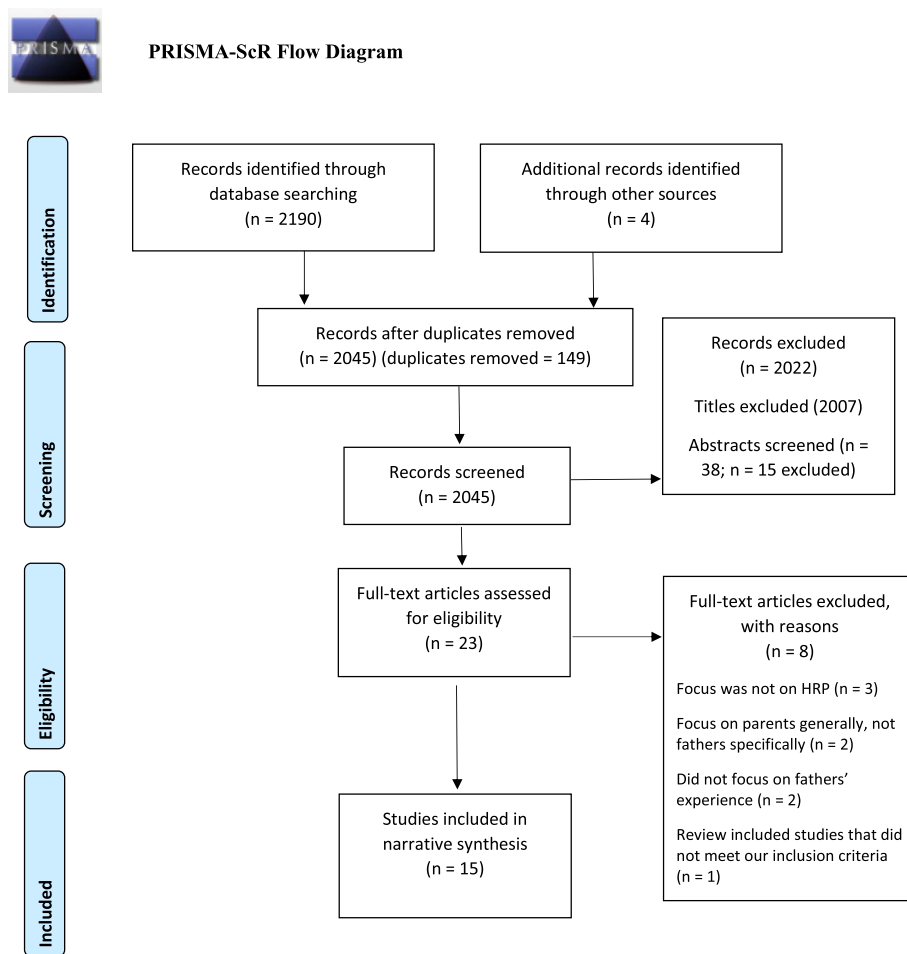 PRISMA
PRISMA-ScR Flow Diagram
Identification
Records identified through
database searching
(n = 2190)
Additional records identified
through other sources
(n = 4)
Records after duplicates removed
(n = 2045) (duplicates removed = 149)
Screening
Records excluded
(n = 2022)
Titles excluded (2007)
Abstracts screened (n =
38; n = 15 excluded)
Records screened
(n = 2045)
Eligibility
Full-text articles assessed
for eligibility
(n = 23)
Full-text articles excluded,
with reasons
(n = 8)
Focus was not on HRP (n = 3)
Focus on parents generally, not
fathers specifically (n = 2)
Did not focus on fathers’
experience (n = 2)
Review included studies that did
not meet our inclusion criteria
(n = 1)
Included
Studies included in
narrative synthesis
(n = 15)